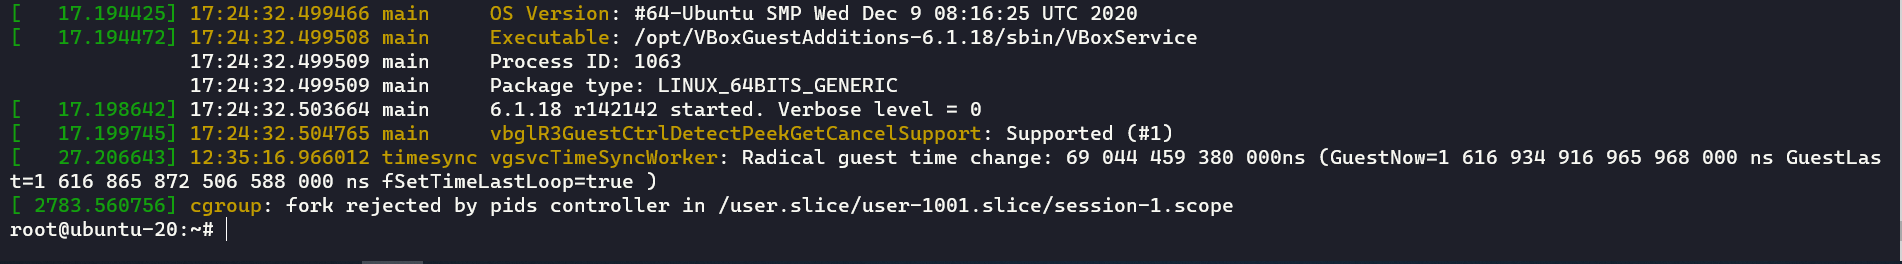 [   17.194425] 17:24:32.499466 main     OS Version: #64-Ubuntu SMP Wed Dec 9 08:16:25 UTC 2020
[   17.194472] 17:24:32.499508 main     Executable: /opt/VBoxGuestAdditions-6.1.18/sbin/VBoxService
               17:24:32.499509 main     Process ID: 1063
               17:24:32.499509 main     Package type: LINUX_64BITS_GENERIC
[   17.198642] 17:24:32.503664 main     6.1.18 r142142 started. Verbose level = 0
[   17.199745] 17:24:32.504765 main     vbglR3GuestCtrlDetectPeekGetCancelSupport: Supported (#1)
[   27.206643] 12:35:16.966012 timesync vgsvcTimeSyncWorker: Radical guest time change: 69 044 459 380 000ns (GuestNow=1 616 934 916 965 968 000 ns GuestLas
t=1 616 865 872 506 588 000 ns fSetTimeLastLoop=true )
[ 2783.560756] cgroup: fork rejected by pids controller in /user.slice/user-1001.slice/session-1.scope
root@ubuntu-20:~#